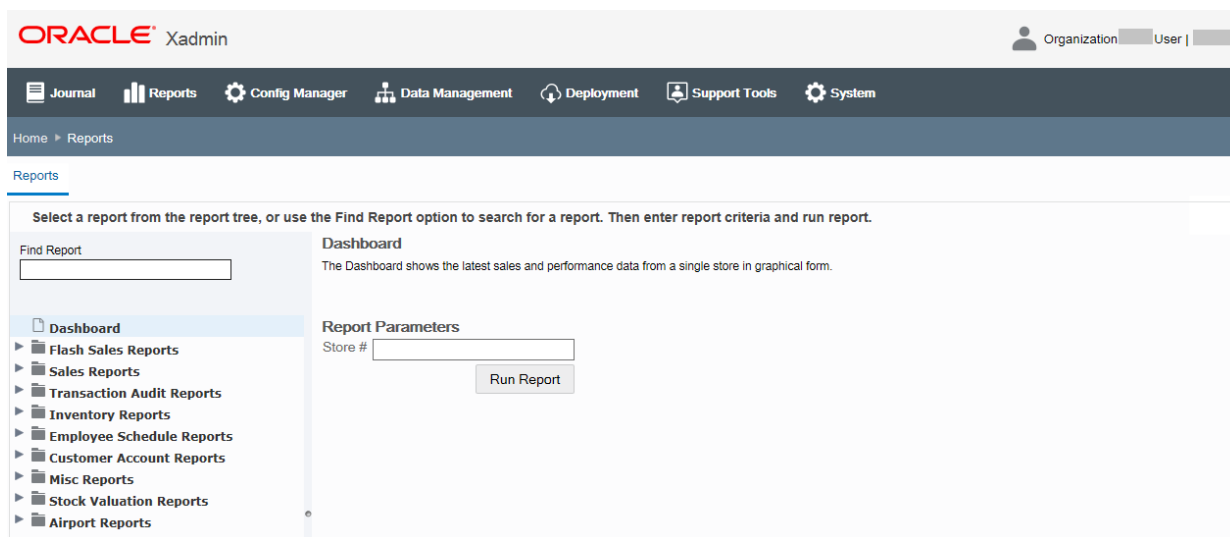 ORACLE Xadmin
Organization User |
Journal Reports Config Manager Data Management Deployment Support Tools System
Home Reports
Reports
Select a report from the report tree, or use the Find Report option to search for a report. Then enter report criteria and run report.
Find Report
Dashboard
Flash Sales Reports
Sales Reports
Transaction Audit Reports
Inventory Reports
Employee Schedule Reports
Customer Account Reports
Misc Reports
Stock Valuation Reports
Airport Reports
Dashboard
The Dashboard shows the latest sales and performance data from a single store in graphical form.
Report Parameters
Store #
Run Report